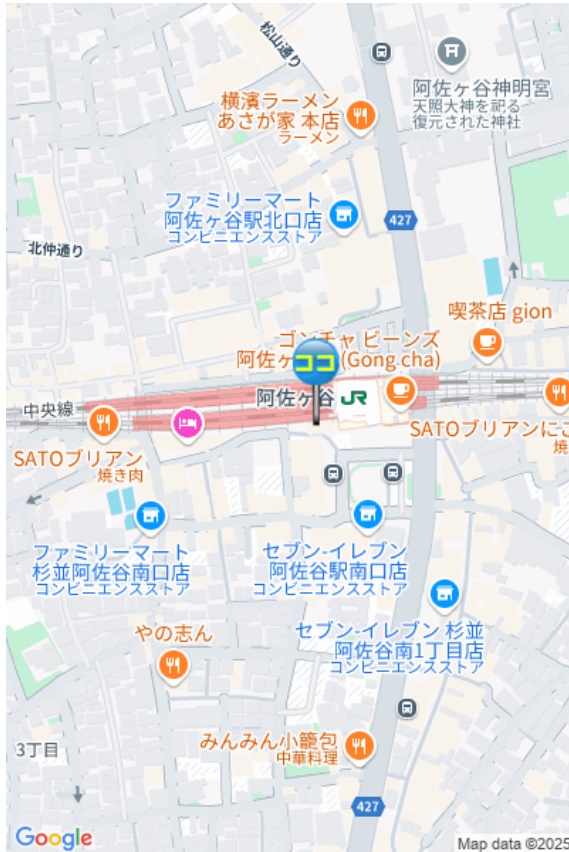 松山通り
阿佐ヶ谷神明宮
天照大神を祀る
復元された神社
横濱ラーメン
あさが家 本店
ラーメン
ファミリーマート
阿佐ヶ谷駅北口店
コンビニエンスストア
427
北仲通り
喫茶店 gion
ゴンチャ ビーンズ
阿佐ヶ
(Gong cha)
ココ
阿佐ヶ谷
JR
中央線
SATOブリアン
焼き肉
SATOブリアンにご
焼
ファミリーマート
杉並阿佐谷南口店
コンビニエンスストア
セブン-イレブン
阿佐谷駅南口店
コンビニエンスストア
セブン-イレブン 杉並
阿佐谷南1丁目店
コンビニエンスストア
やの志ん
みんみん小籠包
中華料理
3丁目
427
Google
Map data ©2025